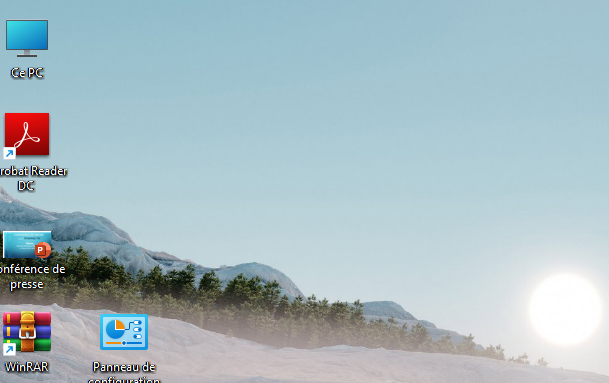 Ce PC
robat Reader
DC
onférence de
presse
WinRAR
Panneau de
configuration